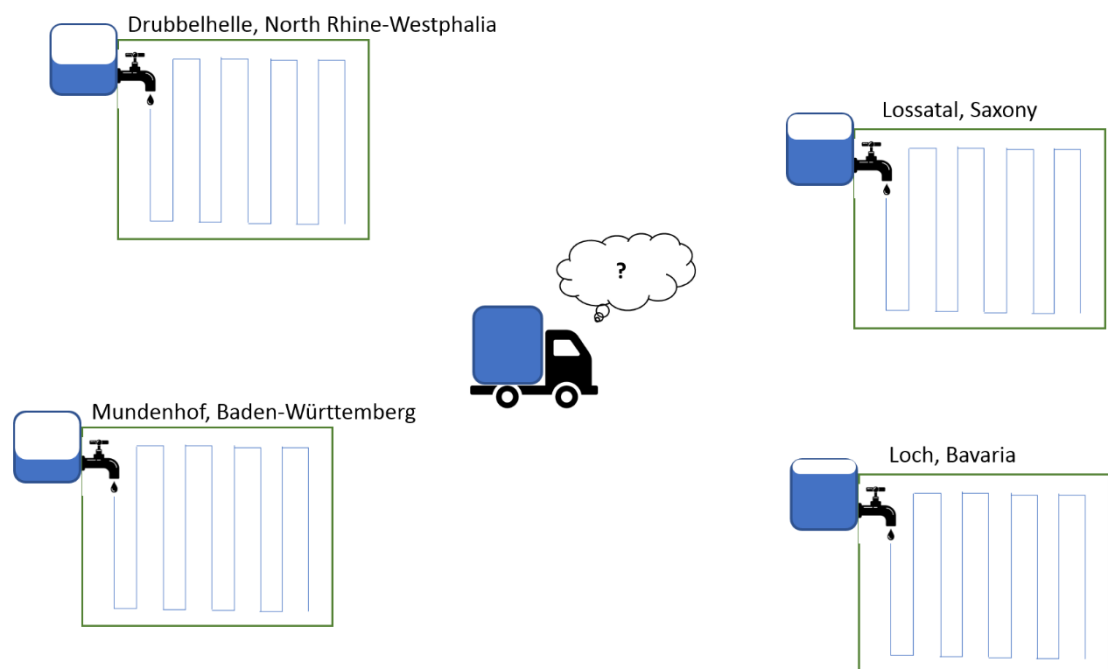 Drubbelhelle, North Rhine-Westphalia
Lossatal, Saxony
?
Mundenhof, Baden-Württemberg
Loch, Bavaria